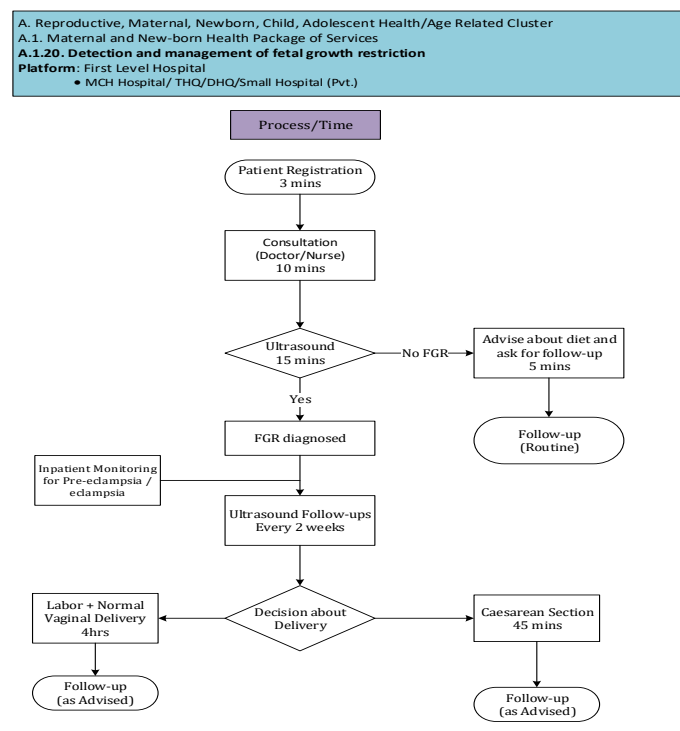 A. Reproductive, Maternal, Newborn, Child, Adolescent Health/Age Related Cluster
A.1. Maternal and New-born Health Package of Services
A.1.20. Detection and management of fetal growth restriction
Platform: First Level Hospital
● MCH Hospital/ THQ/DHQ/Small Hospital (Pvt.)
Process/Time
Patient Registration
3 mins
Consultation
(Doctor/Nurse)
10 mins
Ultrasound
15 mins
No FGR
Advise about diet and
ask for follow-up
5 mins
Yes
Follow-up
(Routine)
FGR diagnosed
Inpatient Monitoring
for Pre-eclampsia /
eclampsia
Ultrasound Follow-ups
Every 2 weeks
Decision about
Delivery
Labor + Normal
Vaginal Delivery
4hrs
Caesarean Section
45 mins
Follow-up
(as Advised)
Follow-up
(as Advised)